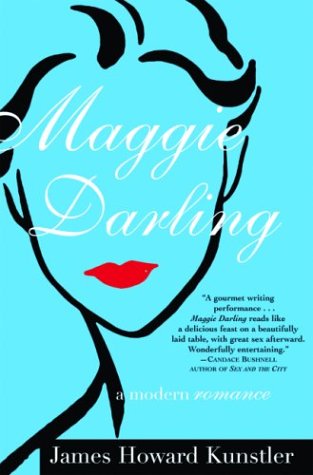 Maggie
Darling
"A gourmet writing
performance . . .
Maggie Darling reads like
a delicious feast on a beautifully
laid table, with great sex afterward.
Wonderfully entertaining."
—CANDACE BUSHNELL
AUTHOR OF SEX AND THE CITY
a modern romance
James Howard Kunstler